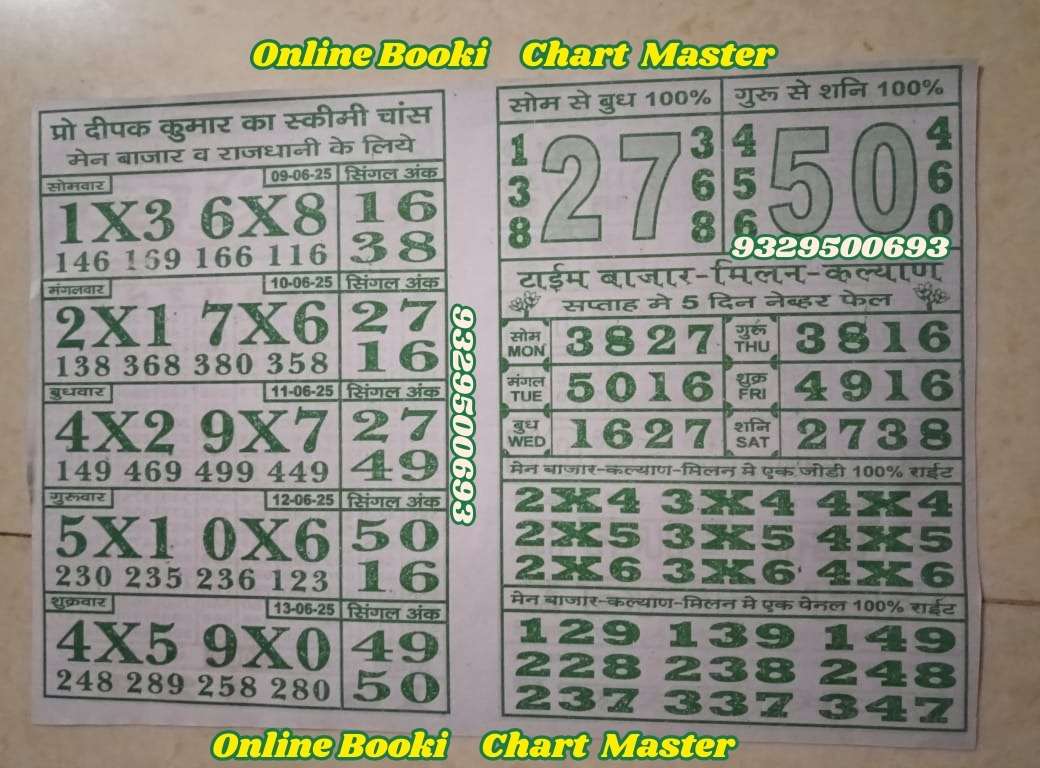 Online Booki Chart Master
प्रो दीपक कुमार का स्कीमी चांस
मेन बाजार व राजधानी के लिये
सोमवार 09-06-25 सिंगल अंक
1X3 6X8 16
146 169 166 116 38
मंगलवार 10-06-25 सिंगल अंक
2X1 7X6 27
138 368 380 358 16
बुधवार 11-06-25 सिंगल अंक
4X2 9X7 27
149 469 499 449 49
गुरुवार 12-06-25 सिंगल अंक
5X1 0X6 50
230 235 236 123 16
शुक्रवार 13-06-25 सिंगल अंक
4X5 9X0 49
248 289 258 280 50
9329500693
सोम से बुध 100% गुरू से शनि 100%
1 3 4 4
3 27 6 5 50 6
8 8 6 0
9329500693
टाईम बाजार-मिलन-कल्याण
सप्ताह मे 5 दिन नेव्हर फेल
सोम MON 3827 गुरू THU 3816
मंगल TUE 5016 शुक्र FRI 4916
बुध WED 1627 शनि SAT 2738
मेन बाजार-कल्याण-मिलन मे एक जोडी 100% राईट
2X4 3X4 4X4
2X5 3X5 4X5
2X6 3X6 4X6
मेन बाजार-कल्याण-मिलन मे एक पेनल 100% राईट
129 139 149
228 238 248
237 337 347
Online Booki Chart Master